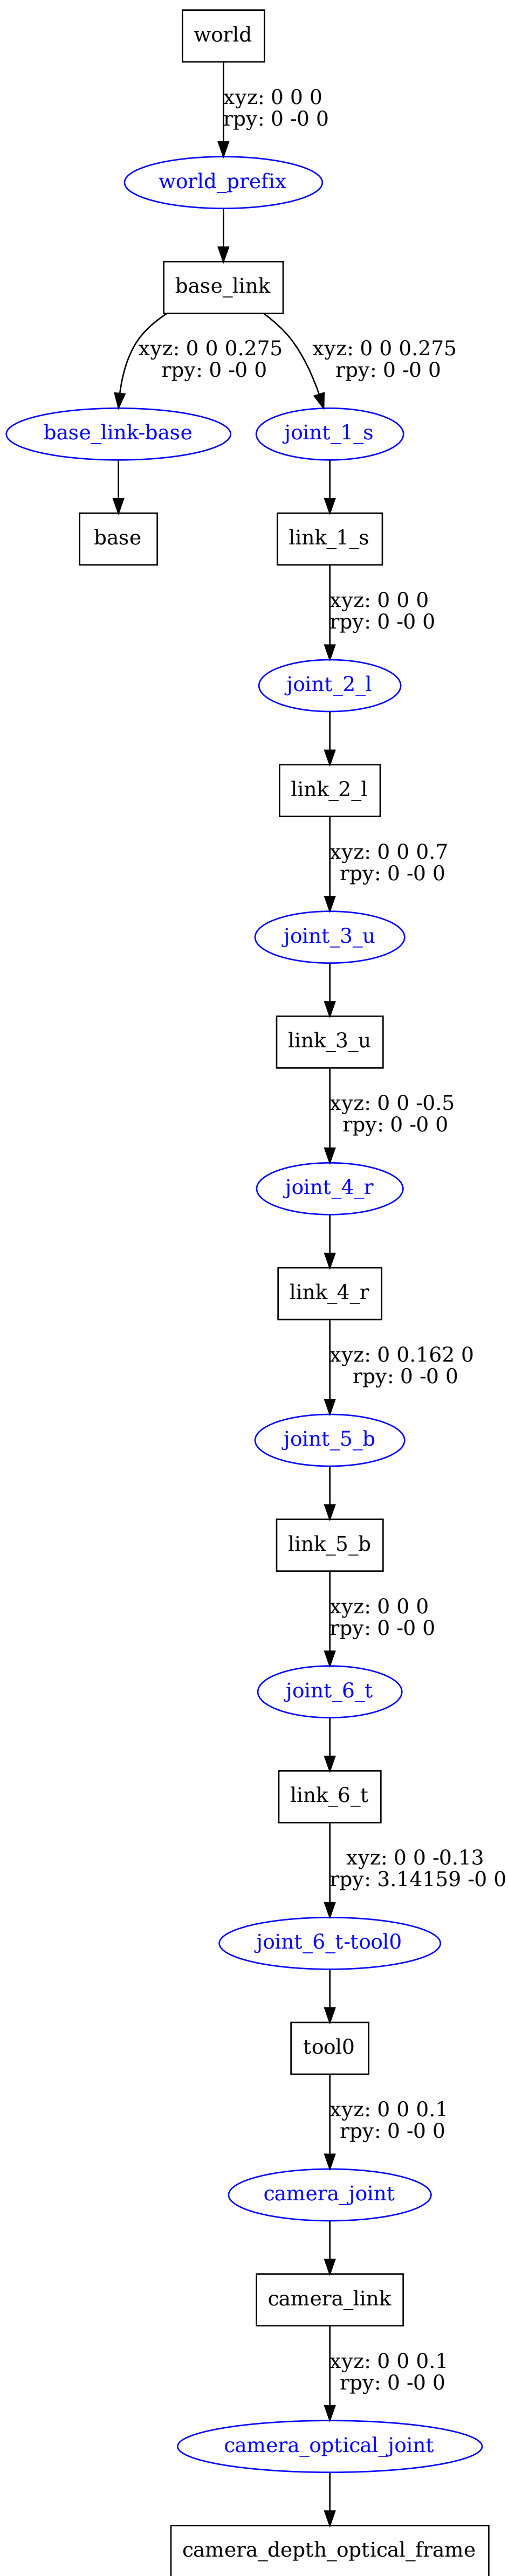 world
xyz: 0 0 0
rpy: 0 -0 0
world_prefix
base_link
xyz: 0 0 0.275
rpy: 0 -0 0
xyz: 0 0 0.275
rpy: 0 -0 0
base_link-base
joint_1_s
base
link_1_s
xyz: 0 0 0
rpy: 0 -0 0
joint_2_l
link_2_l
xyz: 0 0 0.7
rpy: 0 -0 0
joint_3_u
link_3_u
xyz: 0 0 -0.5
rpy: 0 -0 0
joint_4_r
link_4_r
xyz: 0 0.162 0
rpy: 0 -0 0
joint_5_b
link_5_b
xyz: 0 0 0
rpy: 0 -0 0
joint_6_t
link_6_t
xyz: 0 0 -0.13
rpy: 3.14159 -0 0
joint_6_t-tool0
tool0
xyz: 0 0 0.1
rpy: 0 -0 0
camera_joint
camera_link
xyz: 0 0 0.1
rpy: 0 -0 0
camera_optical_joint
camera_depth_optical_frame